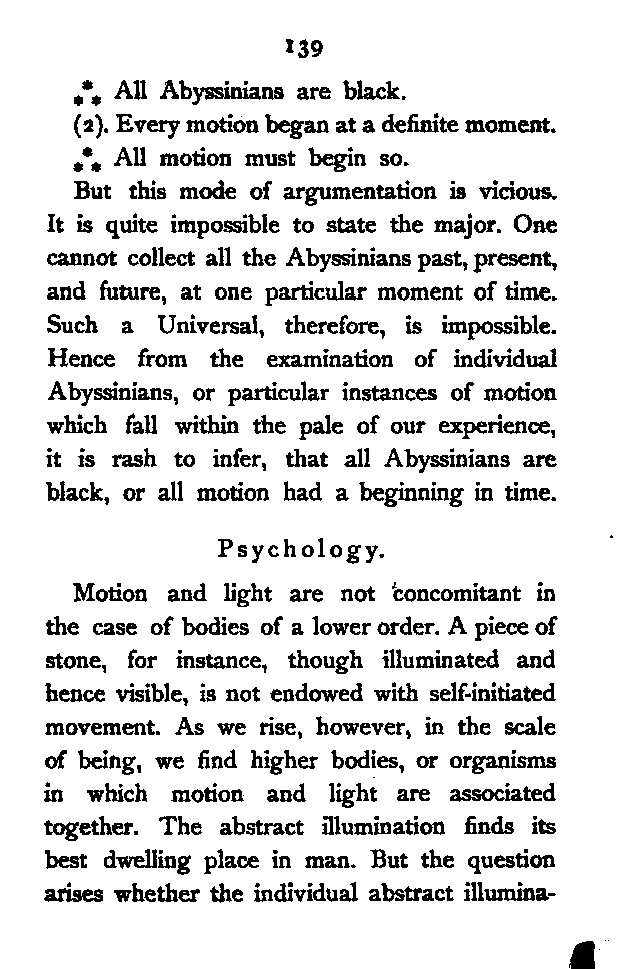 139
⁂ All Abyssinians are black.
(2). Every motion began at a definite moment.
⁂ All motion must begin so.
But this mode of argumentation is vicious.
It is quite impossible to state the major. One
cannot collect all the Abyssinians past, present,
and future, at one particular moment of time.
Such a Universal, therefore, is impossible.
Hence from the examination of individual
Abyssinians, or particular instances of motion
which fall within the pale of our experience,
it is rash to infer, that all Abyssinians are
black, or all motion had a beginning in time.
Psychology.
Motion and light are not concomitant in
the case of bodies of a lower order. A piece of
stone, for instance, though illuminated and
hence visible, is not endowed with self-initiated
movement. As we rise, however, in the scale
of being, we find higher bodies, or organisms
in which motion and light are associated
together. The abstract illumination finds its
best dwelling place in man. But the question
arises whether the individual abstract illumina-